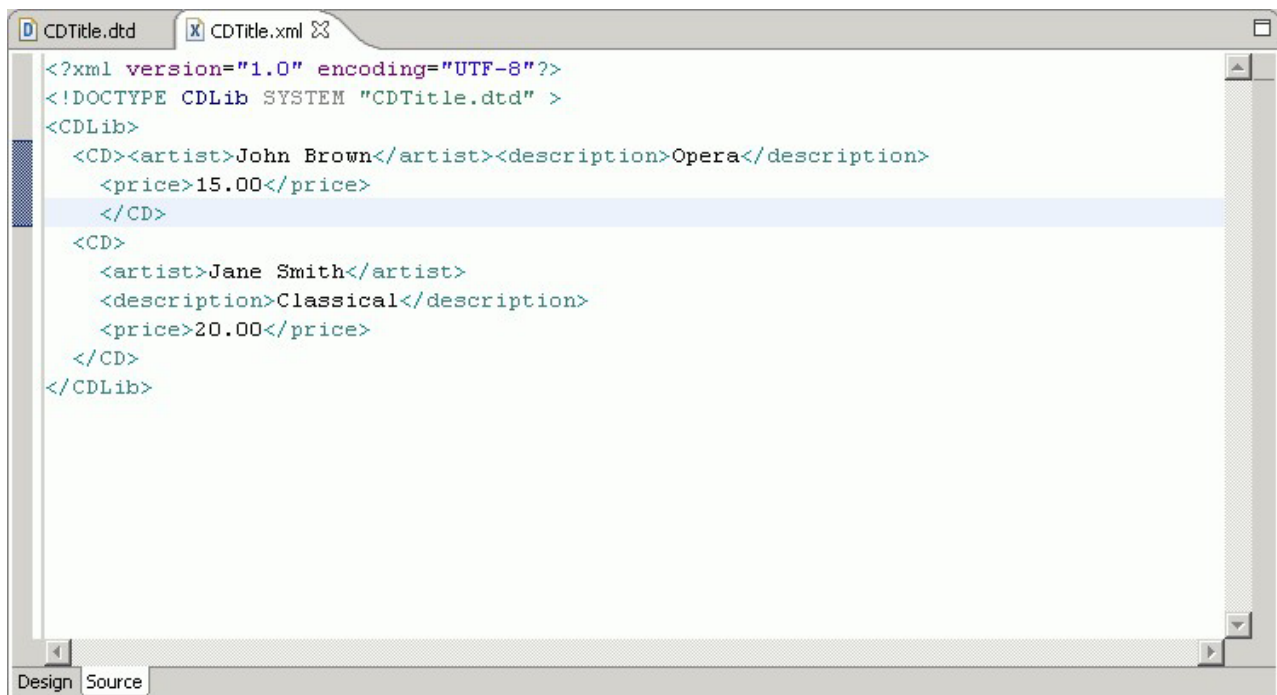 CDTitle.dtd CDTitle.xml
<?xml version="1.0" encoding="UTF-8"?>
<!DOCTYPE CDLib SYSTEM "CDTitle.dtd" >
<CDLib>
  <CD><artist>John Brown</artist><description>Opera</description>
    <price>15.00</price>
    </CD>
  <CD>
    <artist>Jane Smith</artist>
    <description>Classical</description>
    <price>20.00</price>
  </CD>
</CDLib>
Design Source